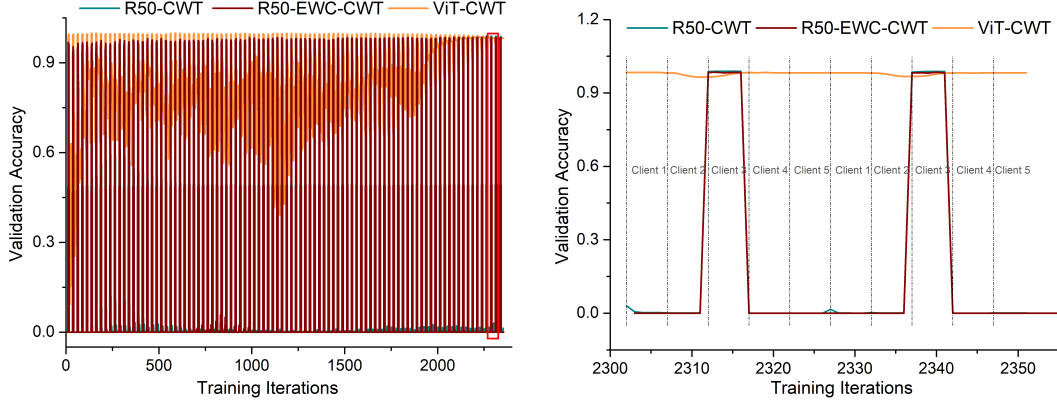 R50-CWT R50-EWC-CWT ViT-CWT
Validation Accuracy
0.9
0.6
0.3
0.0
0 500 1000 1500 2000
Training Iterations
R50-CWT R50-EWC-CWT ViT-CWT
Validation Accuracy
1.2
0.9
0.6
0.3
0.0
Client 1 Client 2 Client 3 Client 4 Client 5 Client 1 Client 2 Client 3 Client 4 Client 5
2300 2310 2320 2330 2340 2350
Training Iterations